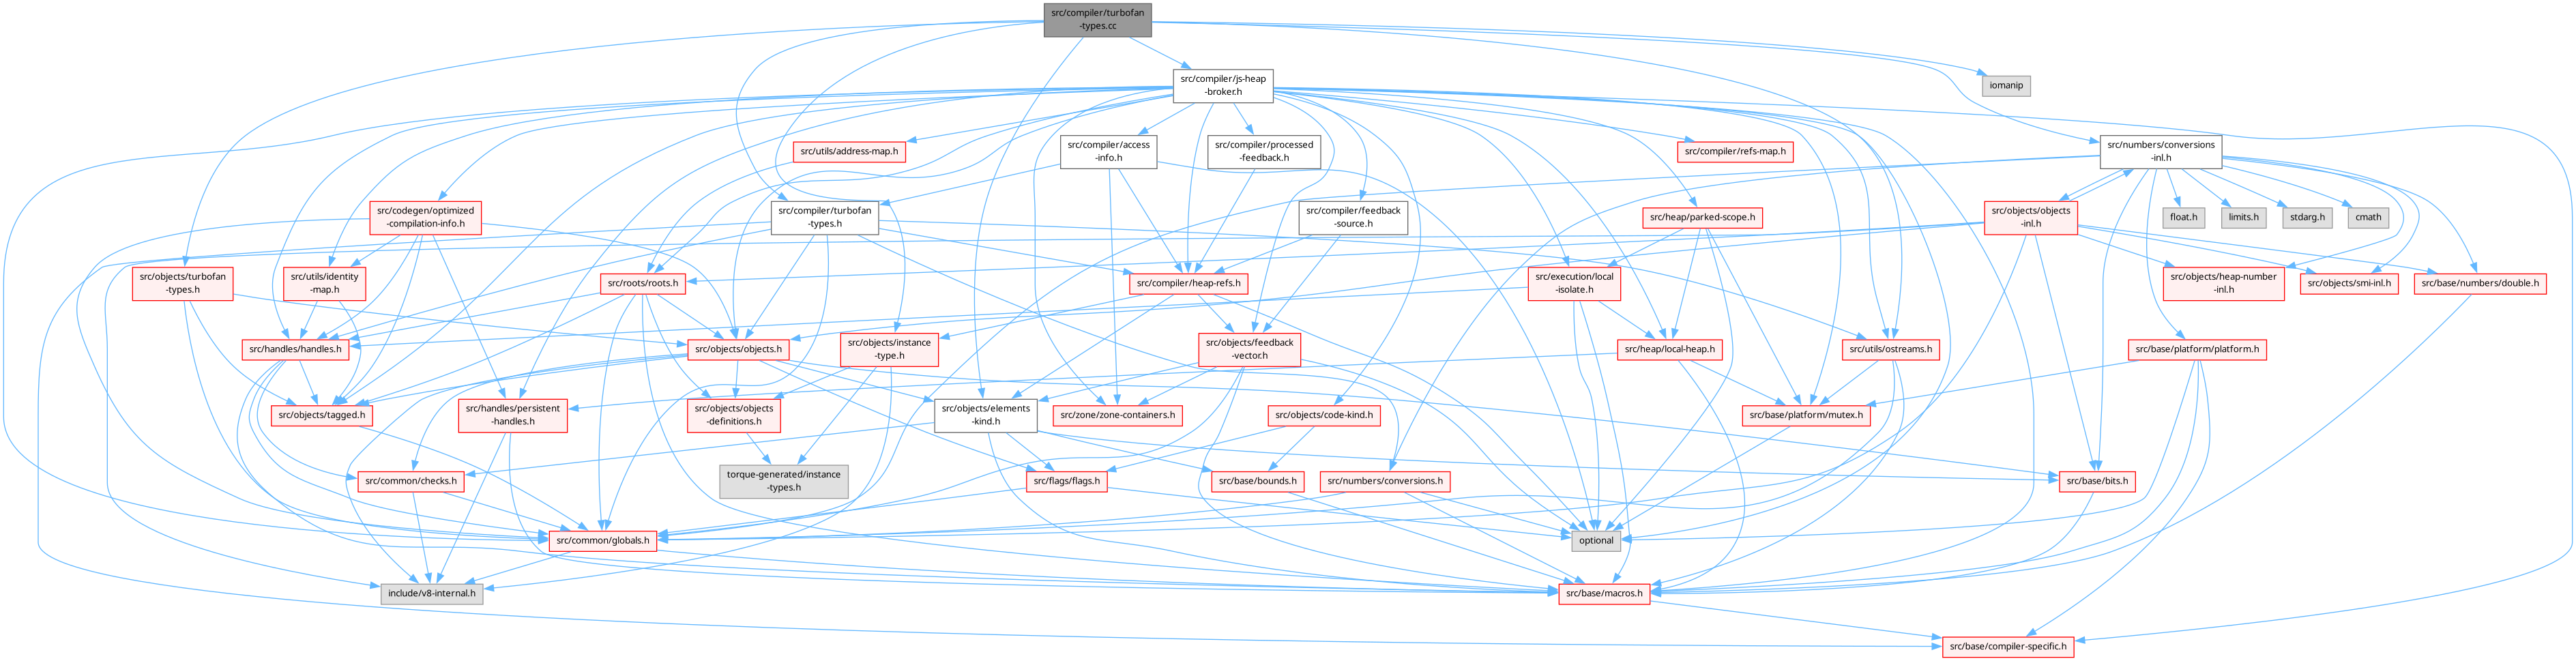 src/compiler/turbofan
-types.cc
src/compiler/js-heap
-broker.h
iomanip
src/utils/address-map.h
src/compiler/access
-info.h
src/compiler/processed
-feedback.h
src/compiler/refs-map.h
src/numbers/conversions
-inl.h
src/codegen/optimized
-compilation-info.h
src/compiler/turbofan
-types.h
src/compiler/feedback
-source.h
src/heap/parked-scope.h
src/objects/objects
-inl.h
float.h
limits.h
stdarg.h
cmath
src/objects/turbofan
-types.h
src/utils/identity
-map.h
src/roots/roots.h
src/compiler/heap-refs.h
src/execution/local
-isolate.h
src/objects/heap-number
-inl.h
src/objects/smi-inl.h
src/base/numbers/double.h
src/handles/handles.h
src/objects/objects.h
src/objects/instance
-type.h
src/objects/feedback
-vector.h
src/heap/local-heap.h
src/utils/ostreams.h
src/base/platform/platform.h
src/objects/tagged.h
src/handles/persistent
-handles.h
src/objects/objects
-definitions.h
src/objects/elements
-kind.h
src/zone/zone-containers.h
src/objects/code-kind.h
src/base/platform/mutex.h
src/common/checks.h
torque-generated/instance
-types.h
src/flags/flags.h
src/base/bounds.h
src/numbers/conversions.h
src/base/bits.h
src/common/globals.h
optional
include/v8-internal.h
src/base/macros.h
src/base/compiler-specific.h